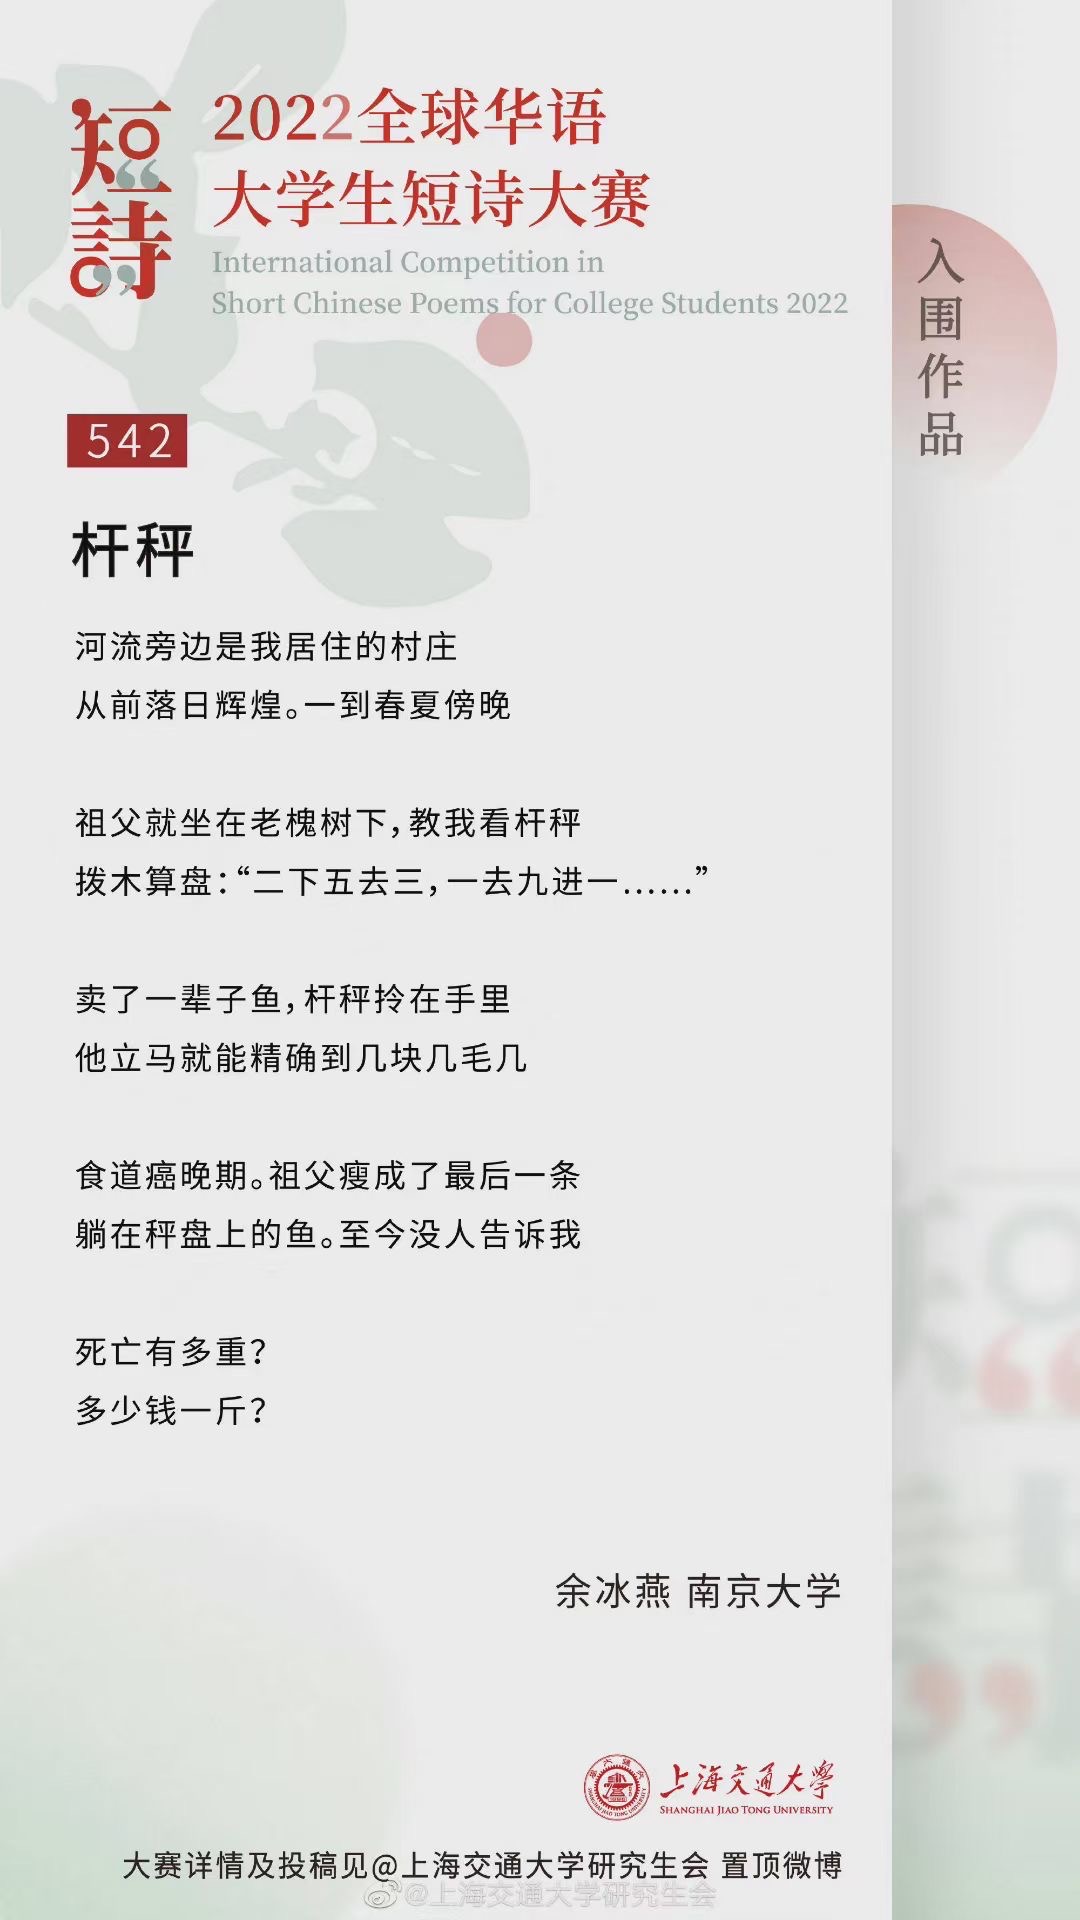 短詩
2022全球华语
大学生短诗大赛
International Competition in
Short Chinese Poems for College Students 2022
入围作品
542
杆秤
河流旁边是我居住的村庄
从前落日辉煌。一到春夏傍晚
祖父就坐在老槐树下，教我看杆秤
拨木算盘：“二下五去三，一去九进一……”
卖了一辈子鱼，杆秤拎在手里
他立马就能精确到几块几毛几
食道癌晚期。祖父瘦成了最后一条
躺在秤盘上的鱼。至今没人告诉我
死亡有多重？
多少钱一斤？
余冰燕 南京大学
上海交通大学
SHANGHAI JIAO TONG UNIVERSITY
大赛详情及投稿见@上海交通大学研究生会 置顶微博
@上海交通大学研究生会